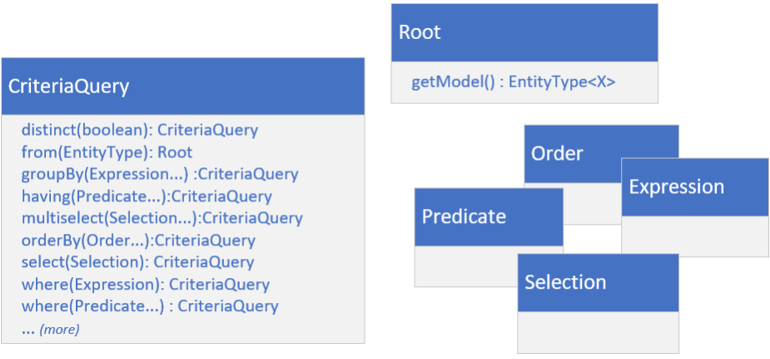 CriteriaQuery
distinct(boolean): CriteriaQuery
from(EntityType): Root
groupBy(Expression...) :CriteriaQuery
having(Predicate...):CriteriaQuery
multiselect(Selection...):CriteriaQuery
orderBy(Order...):CriteriaQuery
select(Selection): CriteriaQuery
where(Expression): CriteriaQuery
where(Predicate...) : CriteriaQuery
... (more)
Root
getModel() : EntityType<X>
Order
Expression
Predicate
Selection